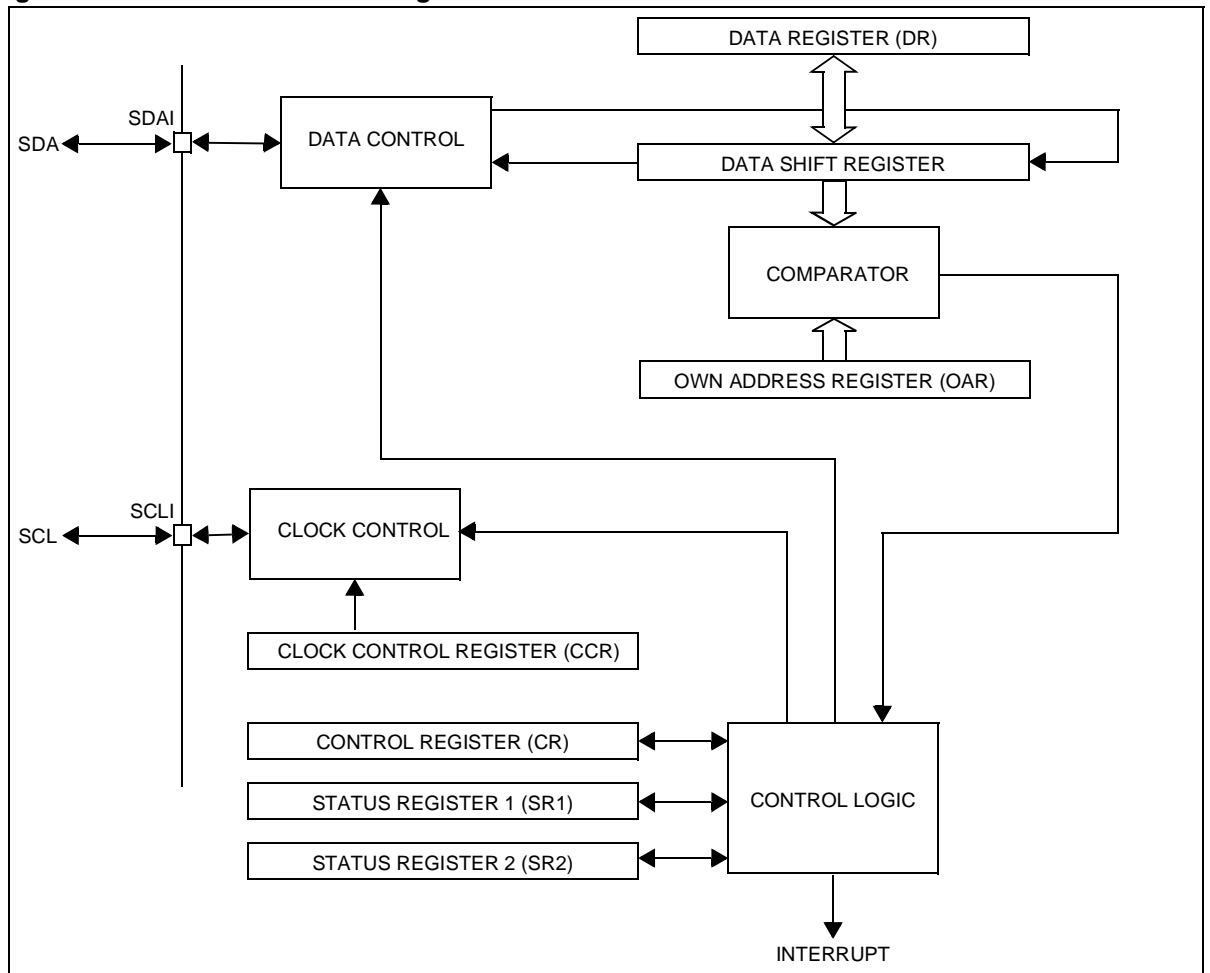 DATA REGISTER (DR)
SDAI
SDA
DATA CONTROL
DATA SHIFT REGISTER
COMPARATOR
OWN ADDRESS REGISTER (OAR)
SCLI
SCL
CLOCK CONTROL
CLOCK CONTROL REGISTER (CCR)
CONTROL REGISTER (CR)
STATUS REGISTER 1 (SR1)
CONTROL LOGIC
STATUS REGISTER 2 (SR2)
INTERRUPT